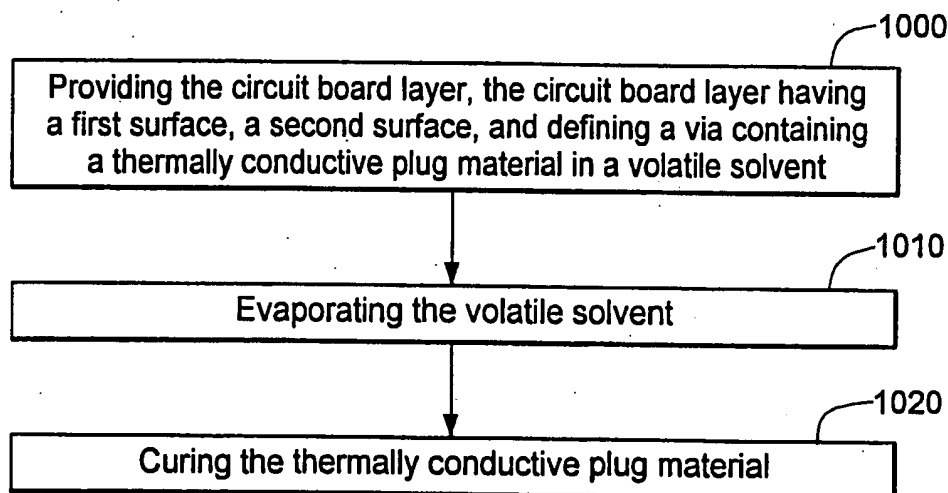 1000
Providing the circuit board layer, the circuit board layer having
a first surface, a second surface, and defining a via containing
a thermally conductive plug material in a volatile solvent
1010
Evaporating the volatile solvent
1020
Curing the thermally conductive plug material